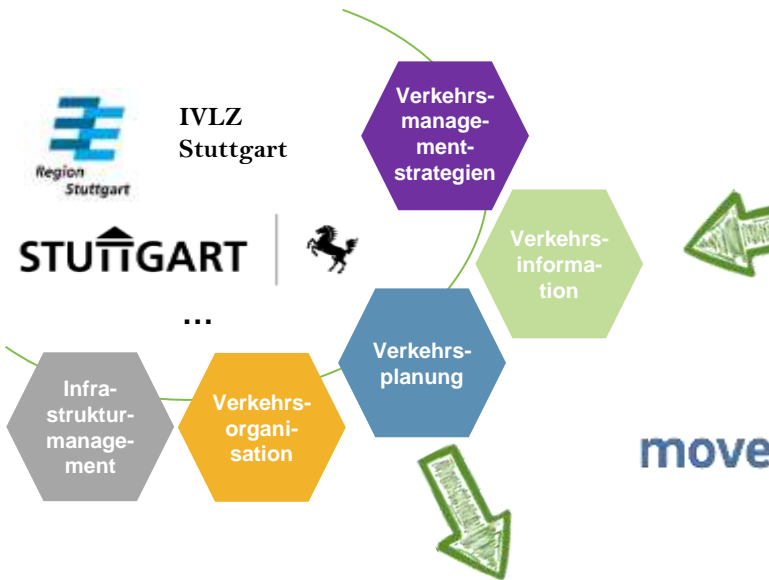 Region
Stuttgart
IVLZ
Stuttgart
STUTTGART
...
Verkehrs-
manage-
ment-
strategien
Verkehrs-
informa-
tion
Verkehrs-
planung
Verkehrs-
organi-
sation
Infra-
struktur-
manage-
ment
move